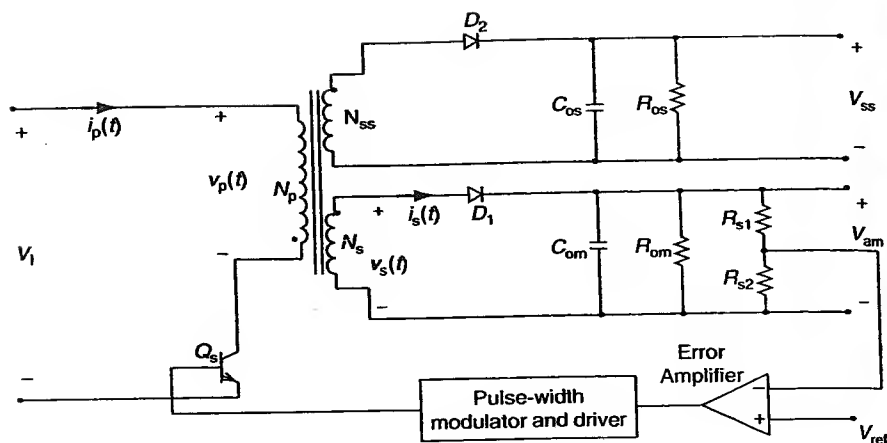 D₂
+
Nss
Cos
Ros
Vss
−
+
iₚ(t)
+
vₚ(t)
Nₚ
−
VI
−
+
iₛ(t)
D₁
Nₛ
vₛ(t)
−
Com
Rom
Rs1
Rs2
+
Vam
−
Qₛ
Error
Amplifier
Pulse-width
modulator and driver
−
+
Vref